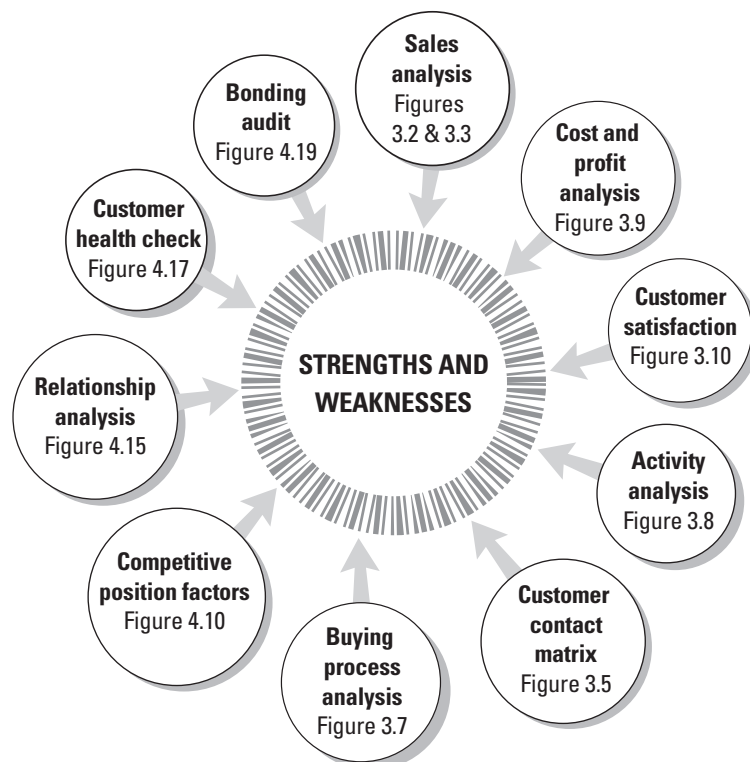 Sales
analysis
Figures
3.2 & 3.3
Cost and
profit
analysis
Figure 3.9
Customer
satisfaction
Figure 3.10
Activity
analysis
Figure 3.8
Customer
contact
matrix
Figure 3.5
Buying
process
analysis
Figure 3.7
Competitive
position factors
Figure 4.10
Relationship
analysis
Figure 4.15
Customer
health check
Figure 4.17
Bonding
audit
Figure 4.19
STRENGTHS AND
WEAKNESSES